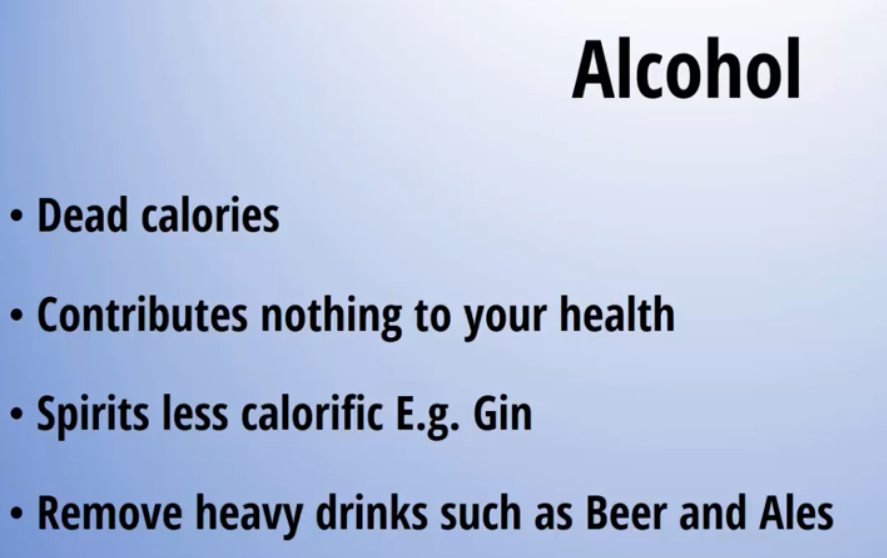 Alcohol
• Dead calories
• Contributes nothing to your health
• Spirits less calorific E.g. Gin
• Remove heavy drinks such as Beer and Ales